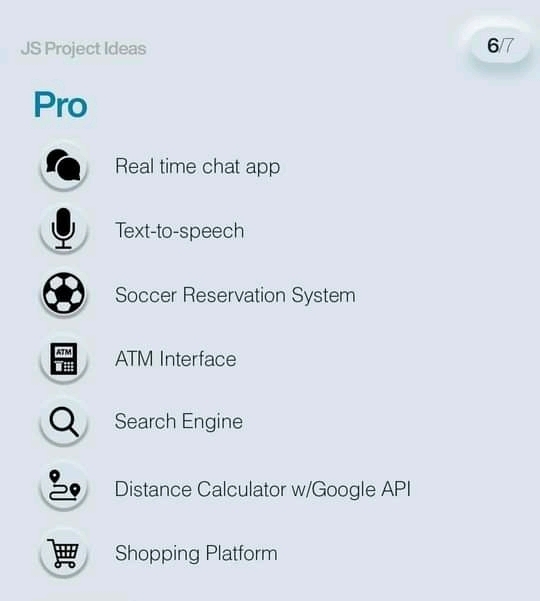 JS Project Ideas
6/7
Pro
Real time chat app
Text-to-speech
Soccer Reservation System
ATM
ATM Interface
Search Engine
Distance Calculator w/Google API
Shopping Platform